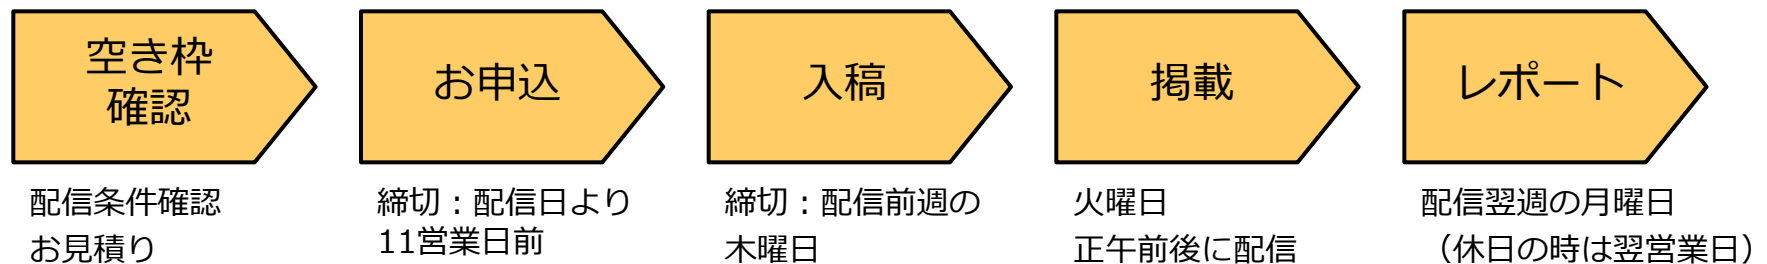 空き枠
確認
お申込
入稿
掲載
レポート
配信条件確認
お見積り
締切：配信日より
11営業日前
締切：配信前週の
木曜日
火曜日
正午前後に配信
配信翌週の月曜日
（休日の時は翌営業日）